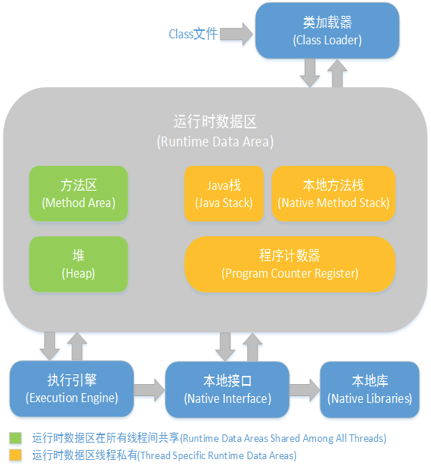 类加载器
Class文件
(Class Loader)
运行时数据区
(Runtime Data Area)
方法区
(Method Area)
Java栈
(Java Stack)
本地方法栈
(Native Method Stack)
堆
(Heap)
程序计数器
(Program Counter Register)
执行引擎
(Execution Engine)
本地接口
(Native Interface)
本地库
(Native Libraries)
运行时数据区在所有线程间共享(Runtime Data Areas Shared Among All Threads)
运行时数据区线程私有(Thread Specific Runtime Data Areas)